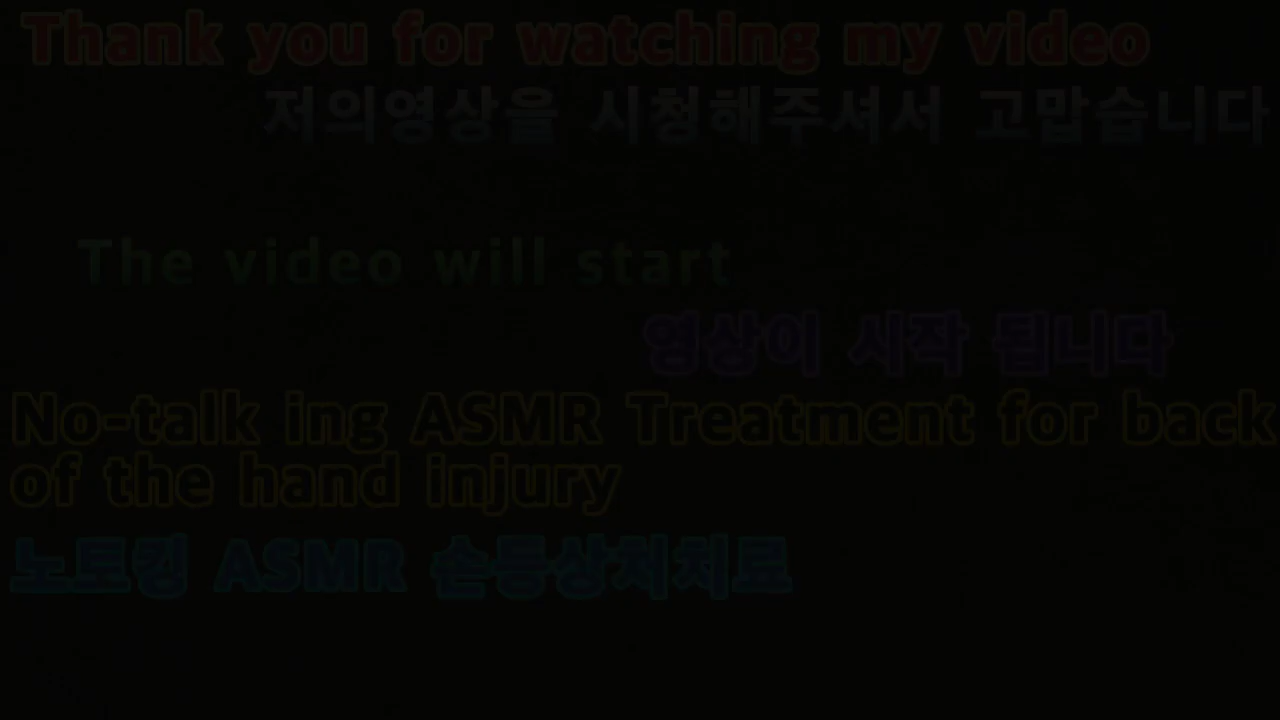 Thank you for watching my video
저의영상을 시청해주셔서 고맙습니다
The video will start
영상이 시작 됩니다
No-talk ing ASMR Treatment for back
of the hand injury
노토킹 ASMR 손등상처치료